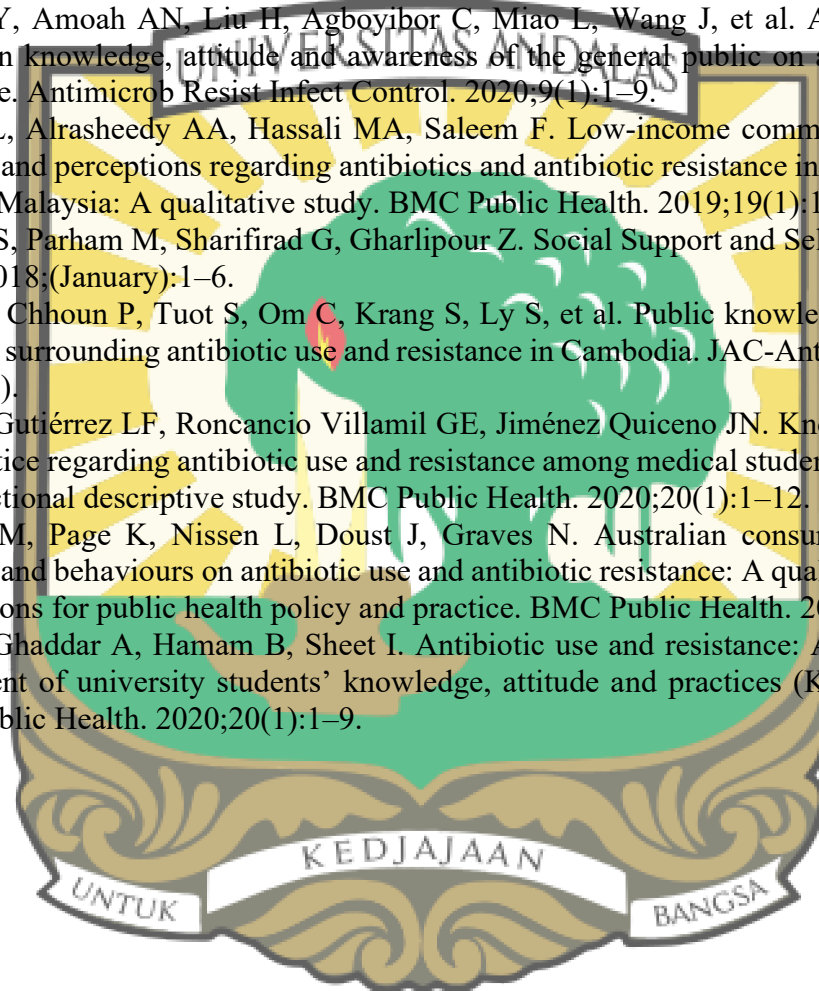 Y, Amoah AN, Liu H, Agboyibor C, Miao L, Wang J, et al. A
n knowledge, attitude and awareness of the general public on a
e. Antimicrob Resist Infect Control. 2020;9(1):1–9.
L, Alrasheedy AA, Hassali MA, Saleem F. Low-income comm
and perceptions regarding antibiotics and antibiotic resistance in
Malaysia: A qualitative study. BMC Public Health. 2019;19(1):1
S, Parham M, Sharifirad G, Gharlipour Z. Social Support and Sel
018;(January):1–6.
Chhoun P, Tuot S, Om C, Krang S, Ly S, et al. Public knowle
surrounding antibiotic use and resistance in Cambodia. JAC-Ant
).
Gutiérrez LF, Roncancio Villamil GE, Jiménez Quiceno JN. Kn
tice regarding antibiotic use and resistance among medical studen
ctional descriptive study. BMC Public Health. 2020;20(1):1–12.
M, Page K, Nissen L, Doust J, Graves N. Australian consu
and behaviours on antibiotic use and antibiotic resistance: A qual
ons for public health policy and practice. BMC Public Health. 20
Ghaddar A, Hamam B, Sheet I. Antibiotic use and resistance: A
ent of university students’ knowledge, attitude and practices (K
blic Health. 2020;20(1):1–9.
UNIVERSITAS ANDALAS
KEDJAJAAN
UNTUK
BANGSA